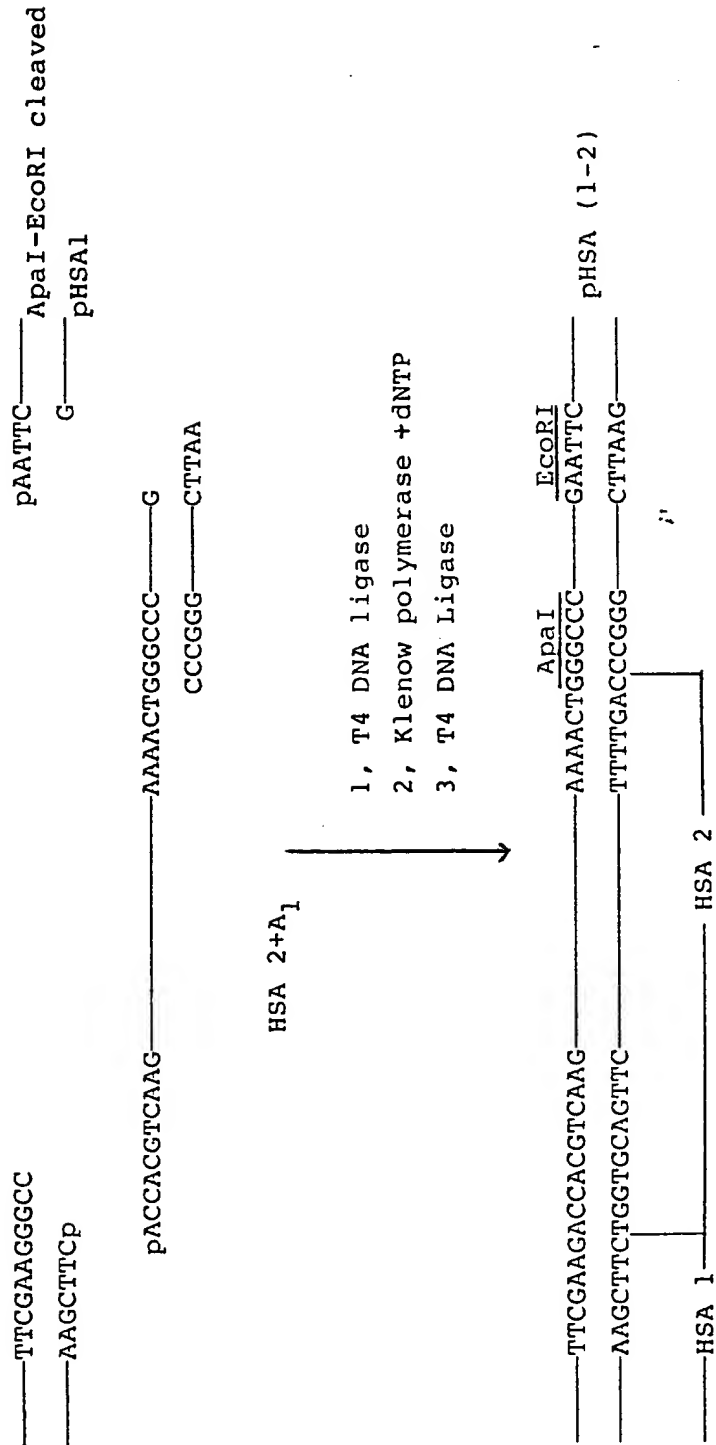 TTCGAAGGGCC
AAGCTTCp
pAATTC
ApaI-EcoRI cleaved
G
pHSA1
pACCACGTCAAG
AAAACTGGGCCC
G
CCCGGG
CTTAA
HSA 2+A1
1, T4 DNA ligase
2, Klenow polymerase +dNTP
3, T4 DNA Ligase
ApaI
EcoRI
TTCGAAGACCACGTCAAG
AAAACTGGGCCC
GAATTC
pHSA (1-2)
AAGCTTCTGGTGCAGTTC
TTTTGACCCGGG
CTTAAG
HSA 1
HSA 2